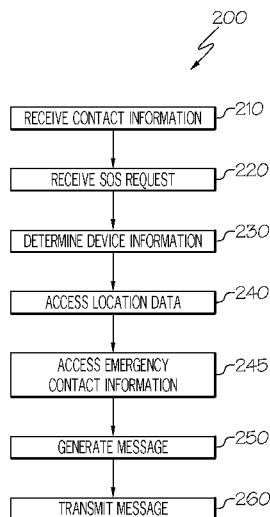 200
RECEIVE CONTACT INFORMATION 210
RECEIVE SOS REQUEST 220
DETERMINE DEVICE INFORMATION 230
ACCESS LOCATION DATA 240
ACCESS EMERGENCY
CONTACT INFORMATION 245
GENERATE MESSAGE 250
TRANSMIT MESSAGE 260